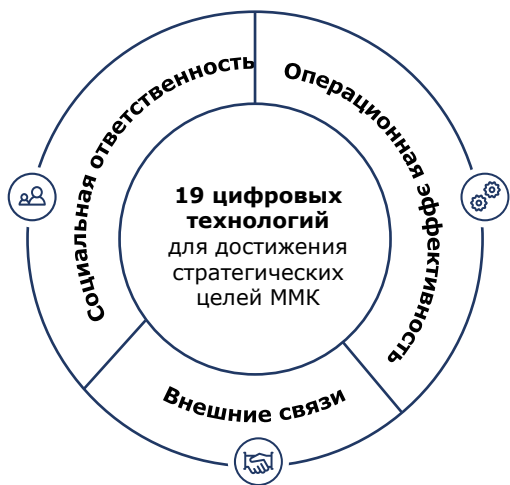 Социальная ответственность
Операционная эффективность
19 цифровых
технологий
для достижения
стратегических
целей ММК
Внешние связи